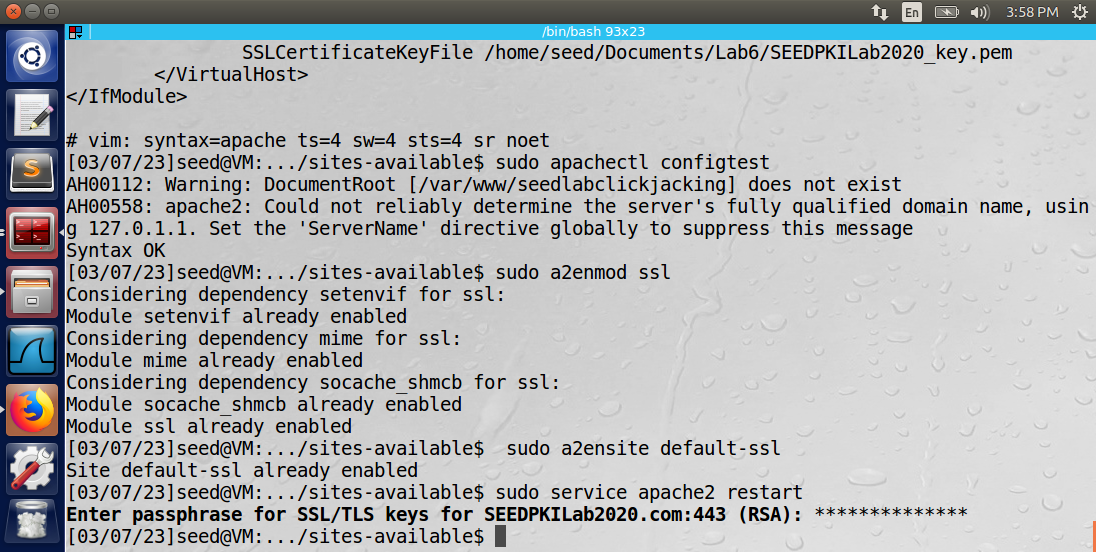 En
3:58 PM
/bin/bash 93x23
SSLCertificateKeyFile /home/seed/Documents/Lab6/SEEDPKILab2020_key.pem
</VirtualHost>
</IfModule>
# vim: syntax=apache ts=4 sw=4 sts=4 sr noet
[03/07/23]seed@VM:.../sites-available$ sudo apachectl configtest
AH00112: Warning: DocumentRoot [/var/www/seedlabclickjacking] does not exist
AH00558: apache2: Could not reliably determine the server's fully qualified domain name, usin
g 127.0.1.1. Set the 'ServerName' directive globally to suppress this message
Syntax OK
[03/07/23]seed@VM:.../sites-available$ sudo a2enmod ssl
Considering dependency setenvif for ssl:
Module setenvif already enabled
Considering dependency mime for ssl:
Module mime already enabled
Considering dependency socache_shmcb for ssl:
Module socache_shmcb already enabled
Module ssl already enabled
[03/07/23]seed@VM:.../sites-available$  sudo a2ensite default-ssl
Site default-ssl already enabled
[03/07/23]seed@VM:.../sites-available$ sudo service apache2 restart
Enter passphrase for SSL/TLS keys for SEEDPKILab2020.com:443 (RSA): **************
[03/07/23]seed@VM:.../sites-available$